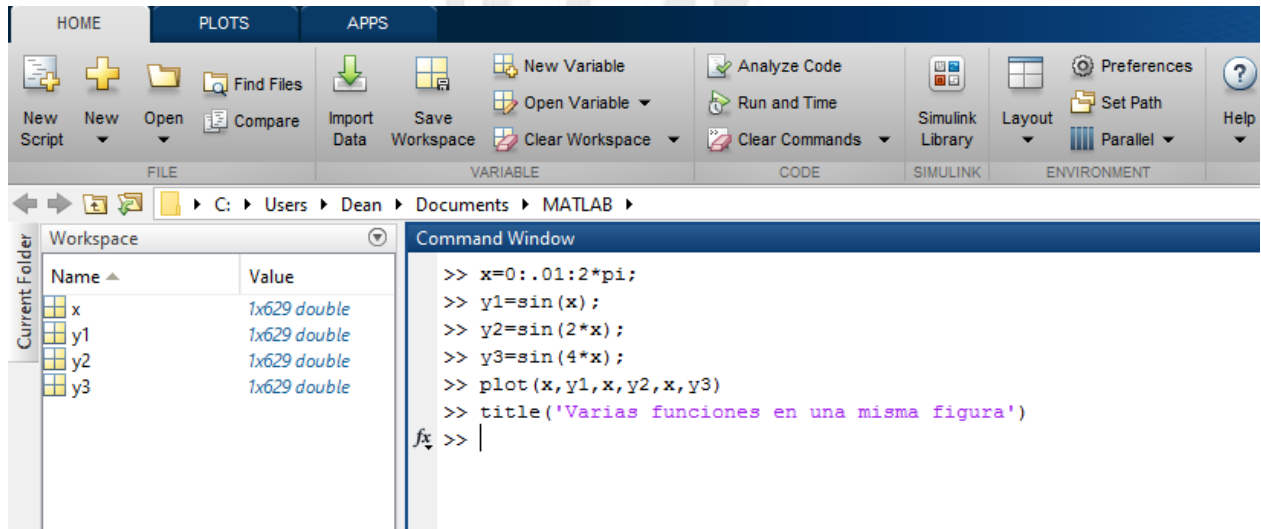 HOME PLOTS APPS
New Script
New
Open
Find Files
Compare
FILE
Import Data
Save Workspace
New Variable
Open Variable
Clear Workspace
VARIABLE
Analyze Code
Run and Time
Clear Commands
CODE
Simulink Library
SIMULINK
Layout
Preferences
Set Path
Parallel
ENVIRONMENT
? Help
C: Users Dean Documents MATLAB
Current Folder
Workspace
Name Value
x 1x629 double
y1 1x629 double
y2 1x629 double
y3 1x629 double
Command Window
>> x=0:.01:2*pi;
>> y1=sin(x);
>> y2=sin(2*x);
>> y3=sin(4*x);
>> plot(x,y1,x,y2,x,y3)
>> title('Varias funciones en una misma figura')
fx >>